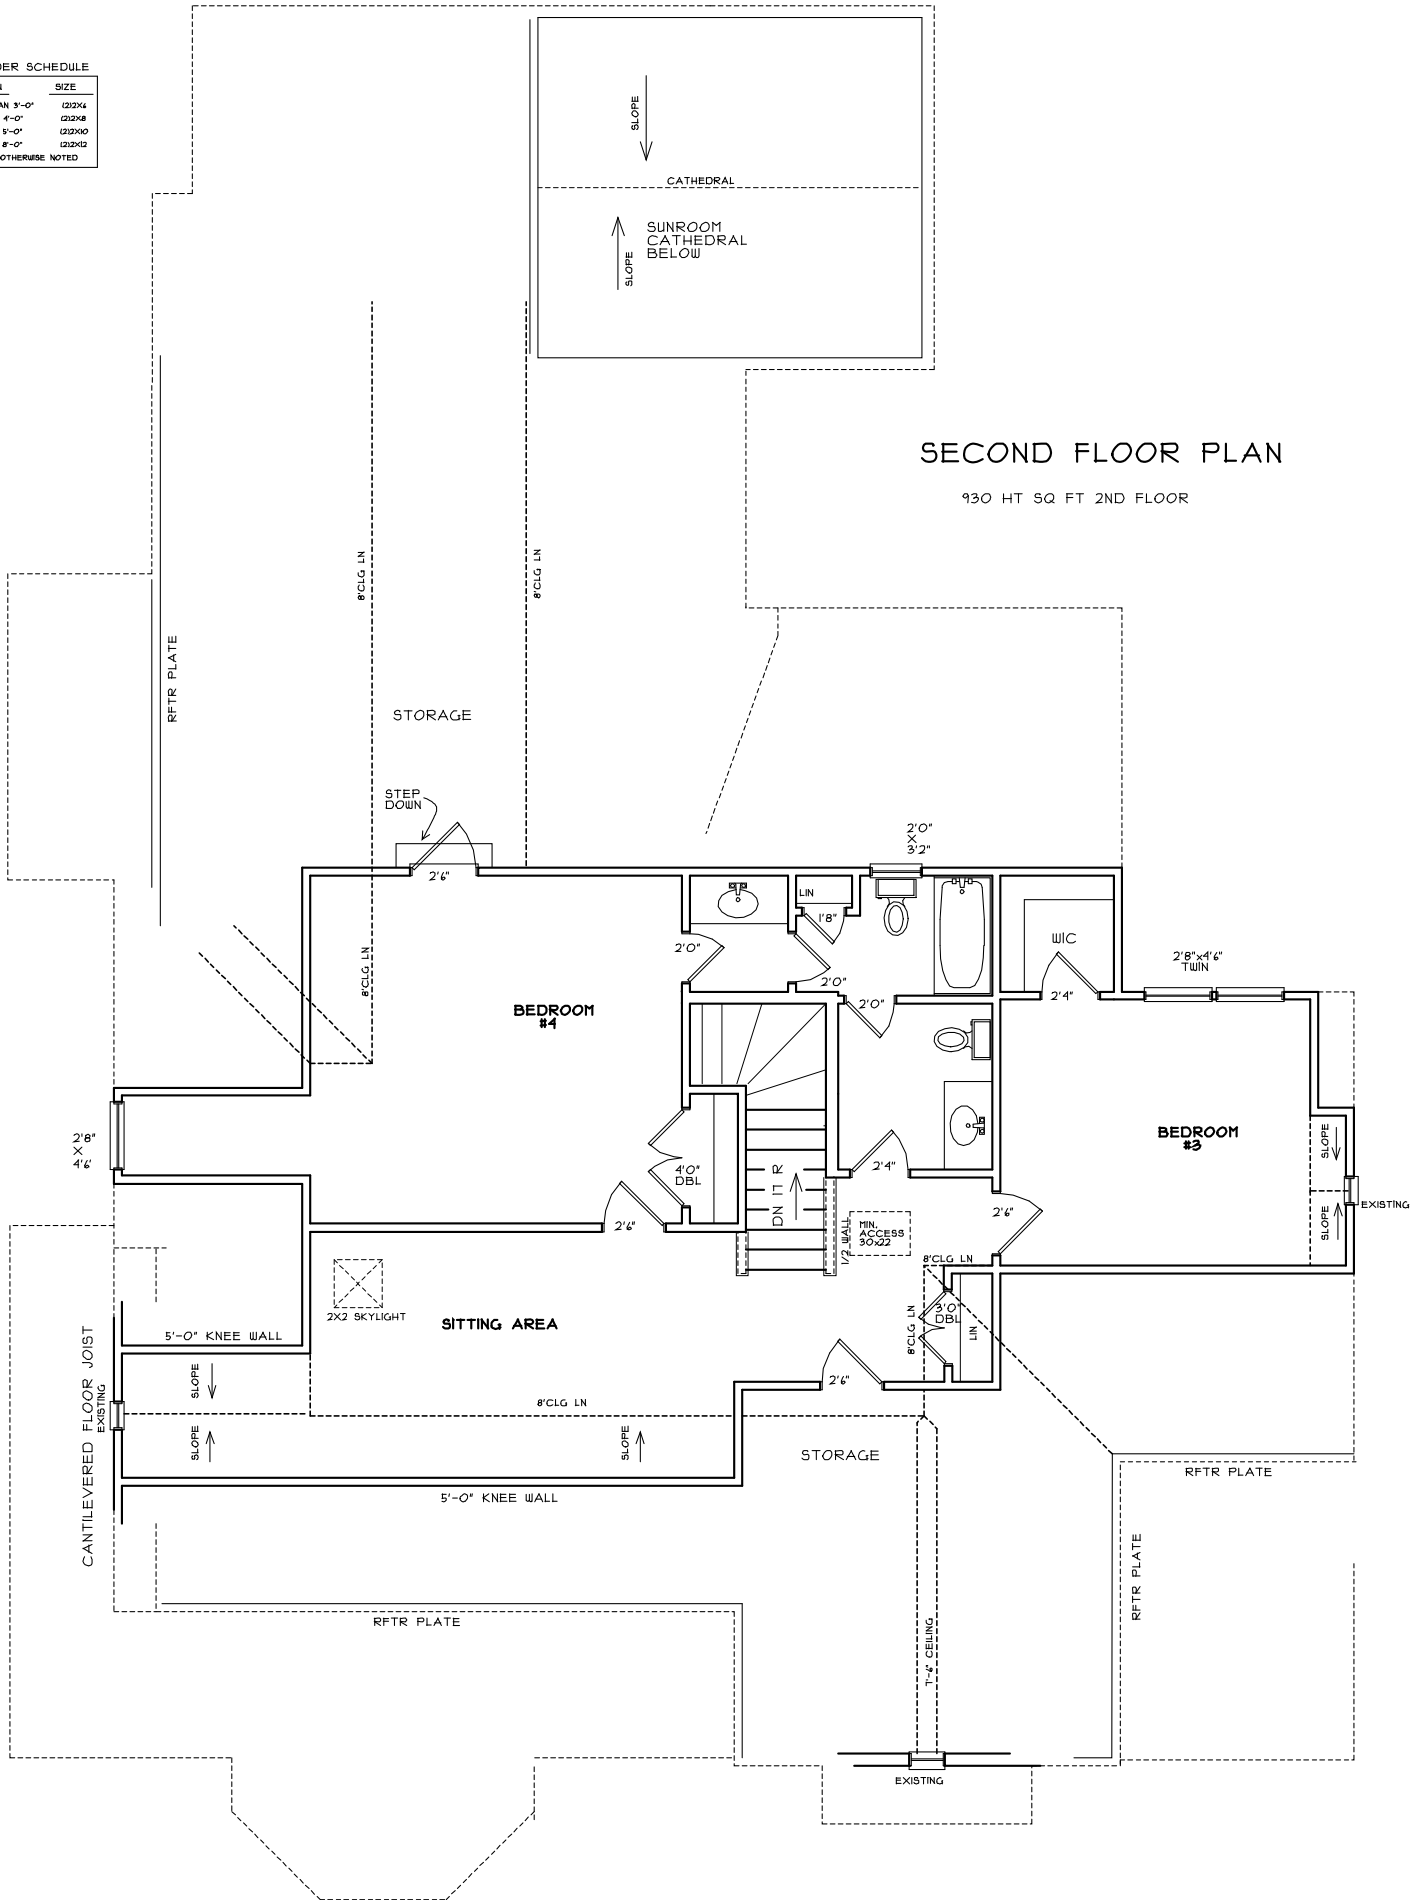 DER SCHEDULE
SIZE
AN 3'-0" (2)2X6
4'-0" (2)2X8
5'-0" (2)2X10
8'-0" (2)2X12
OTHERWISE NOTED
SLOPE
CATHEDRAL
SUNROOM
CATHEDRAL
BELOW
SLOPE
SECOND FLOOR PLAN
930 HT SQ FT 2ND FLOOR
8'CLG LN
8'CLG LN
RFTR PLATE
STORAGE
STEP
DOWN
2'6"
2'0"
X
3'2"
LIN
1'8"
2'0"
2'0"
2'0"
WIC
2'4"
2'8"x4'6"
TWIN
8'CLG LN
BEDROOM
#4
2'8"
X
4'6'
4'0"
DBL
DN 17 R
2'4"
BEDROOM
#3
SLOPE
SLOPE
EXISTING
2'6"
2'6"
1/2 WALL
MIN.
ACCESS
30x22
8'CLG LN
2X2 SKYLIGHT
SITTING AREA
5'-0" KNEE WALL
8'CLG LN
3'0"
DBL
LIN
2'6"
CANTILEVERED FLOOR JOIST
EXISTING
SLOPE
SLOPE
8'CLG LN
SLOPE
STORAGE
5'-0" KNEE WALL
RFTR PLATE
RFTR PLATE
RFTR PLATE
7'-6" CEILING
EXISTING